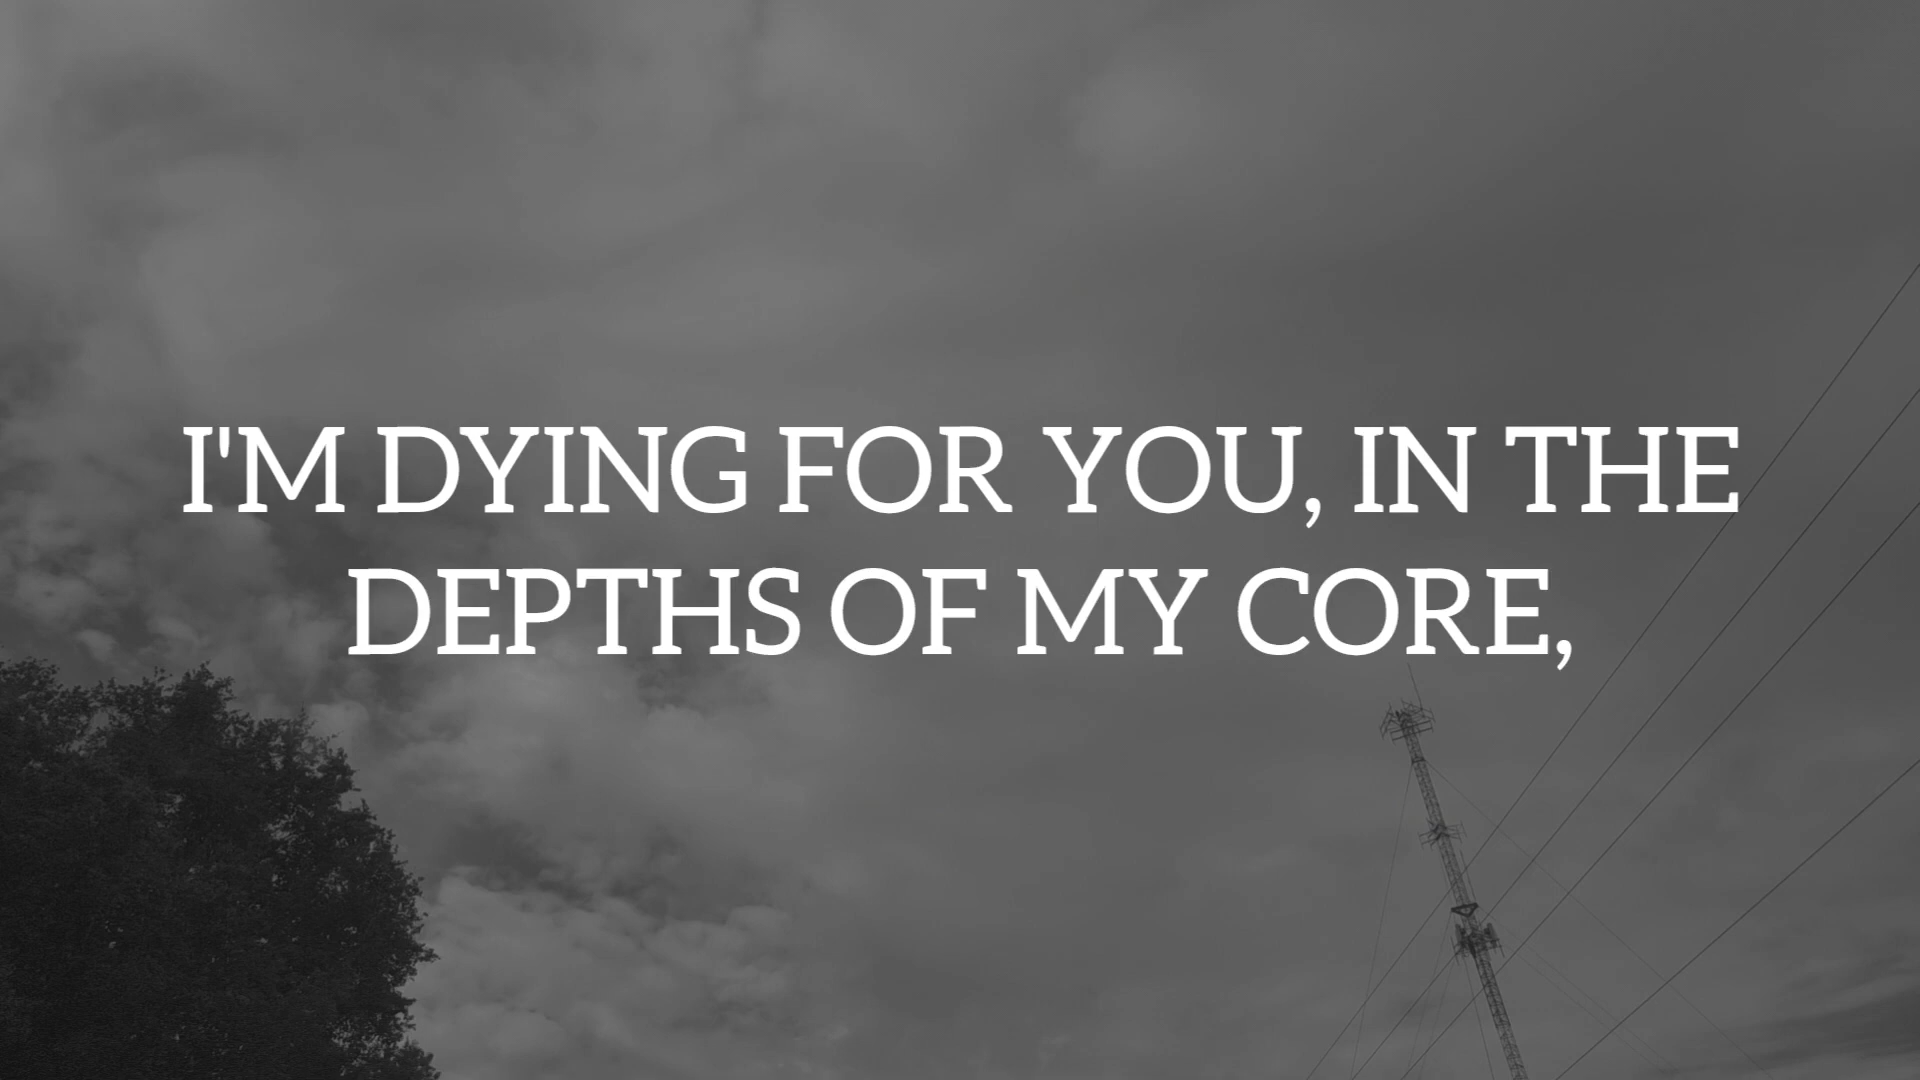 I'M DYING FOR YOU, IN THE
DEPTHS OF MY CORE,